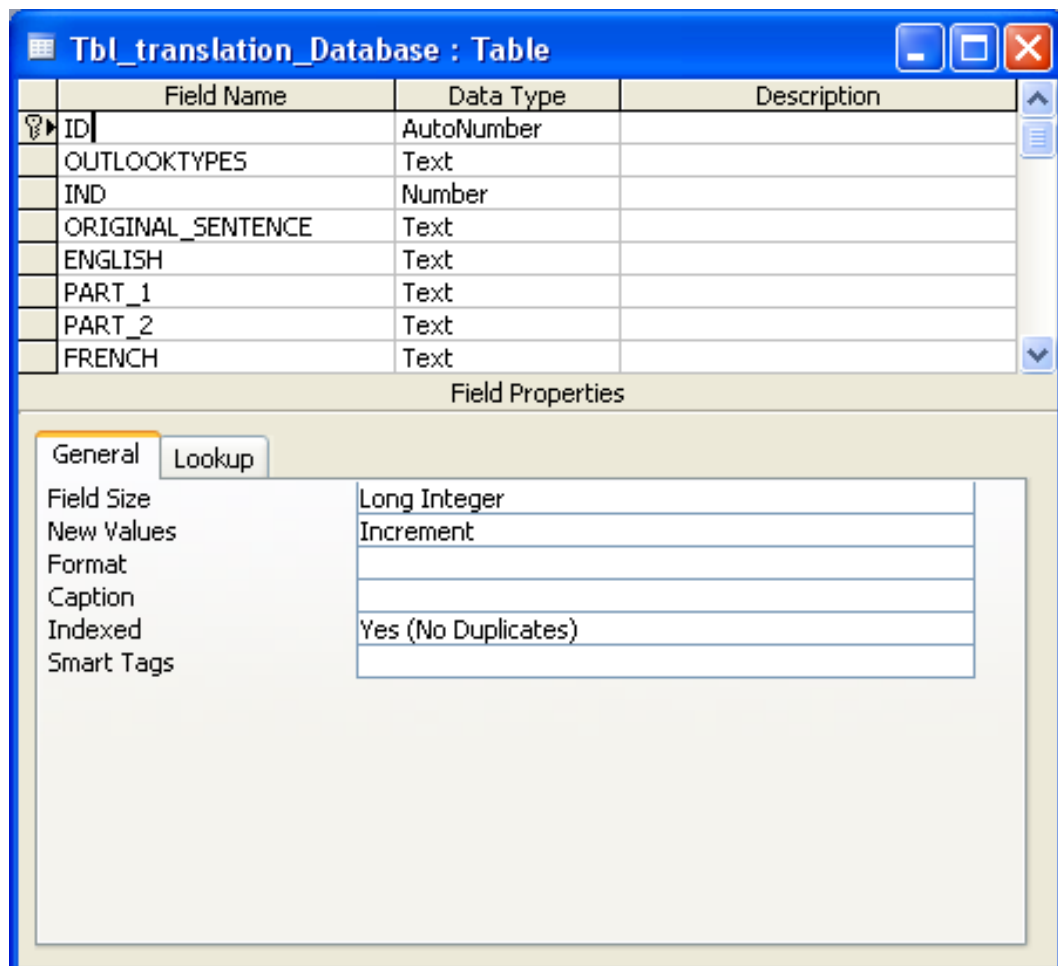 Tbl_translation_Database : Table
Field Name Data Type Description
ID AutoNumber
OUTLOOKTYPES Text
IND Number
ORIGINAL_SENTENCE Text
ENGLISH Text
PART_1 Text
PART_2 Text
FRENCH Text
Field Properties
General Lookup
Field Size Long Integer
New Values Increment
Format
Caption
Indexed Yes (No Duplicates)
Smart Tags